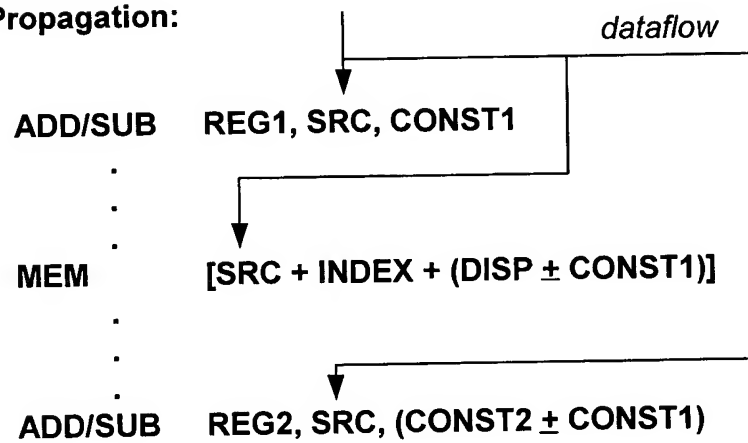 Propagation:
dataflow
ADD/SUB REG1, SRC, CONST1
.
.
.
MEM [SRC + INDEX + (DISP ± CONST1)]
.
.
.
ADD/SUB REG2, SRC, (CONST2 ± CONST1)